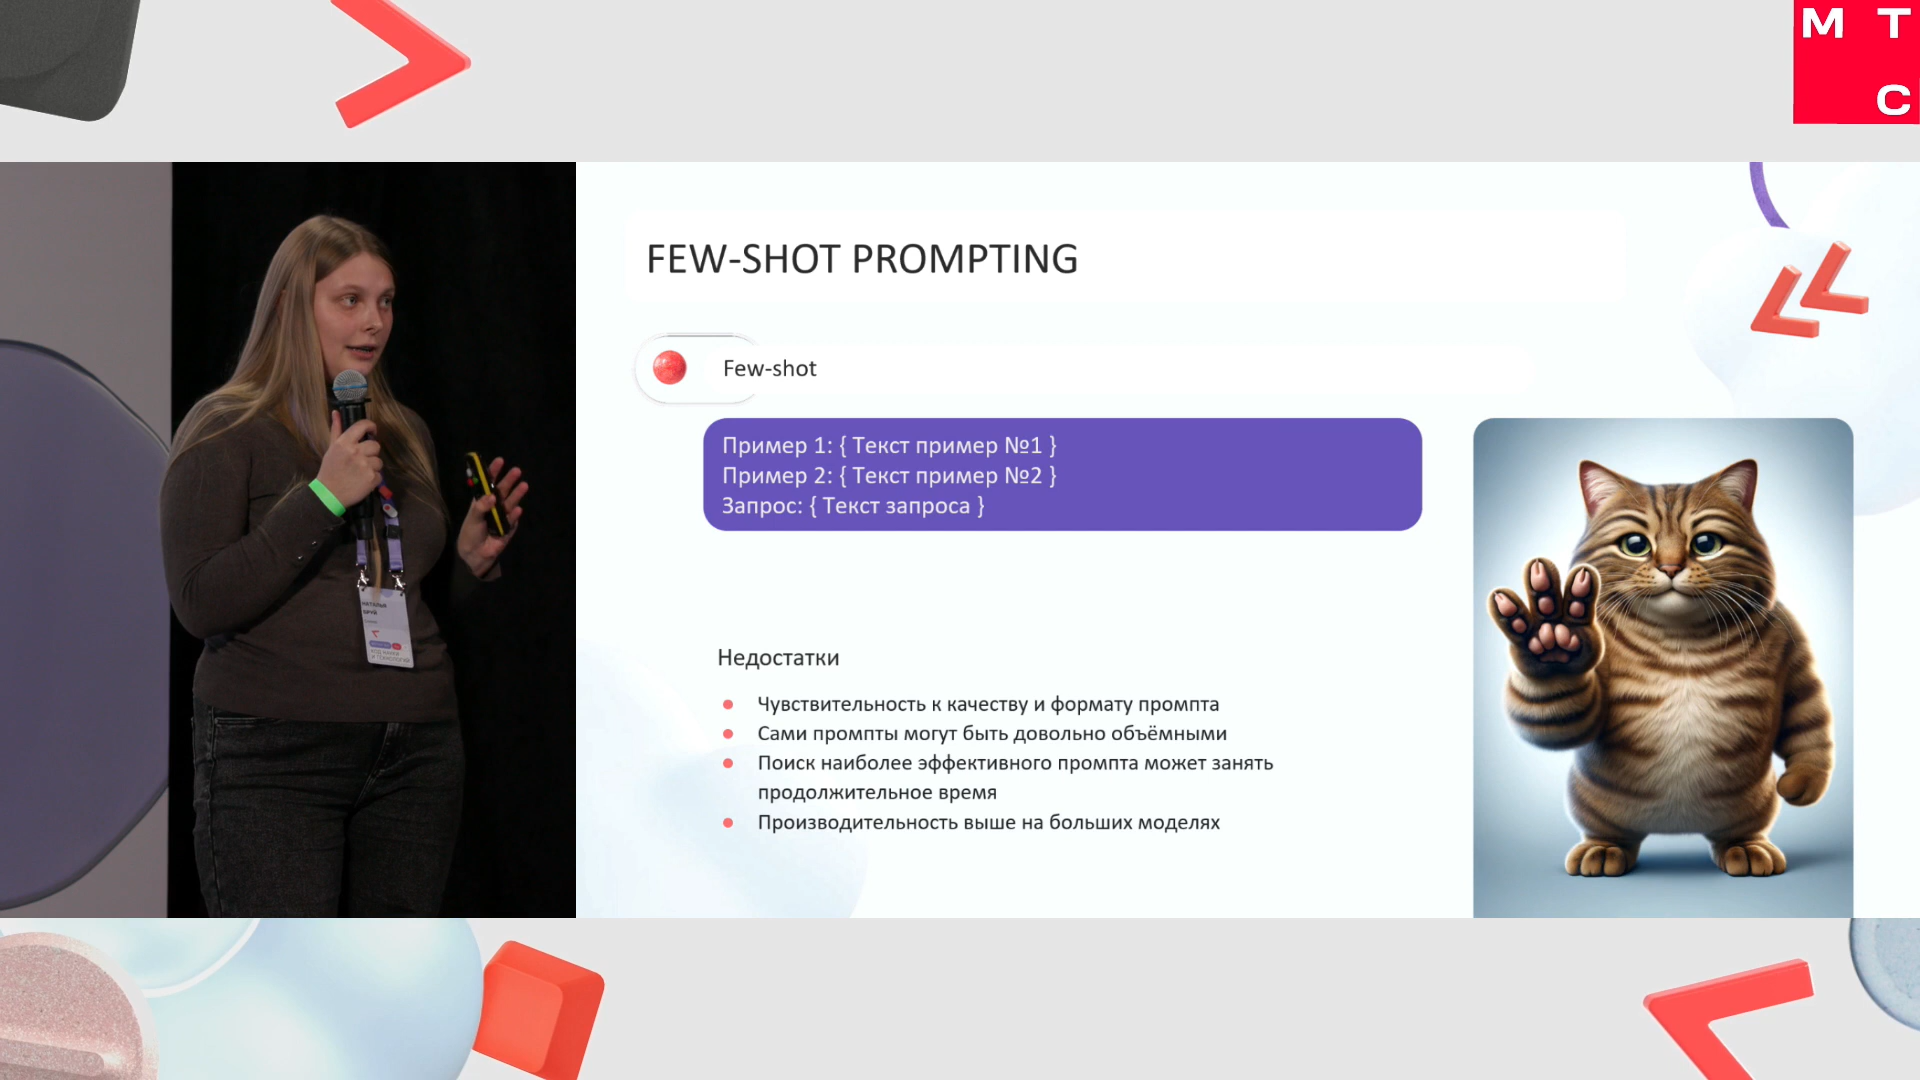 М Т
С
FEW-SHOT PROMPTING
Few-shot
Пример 1: { Текст пример №1 }
Пример 2: { Текст пример №2 }
Запрос: { Текст запроса }
Недостатки
Чувствительность к качеству и формату промпта
Сами промпты могут быть довольно объёмными
Поиск наиболее эффективного промпта может занять
продолжительное время
Производительность выше на больших моделях
НАТАЛЬЯ